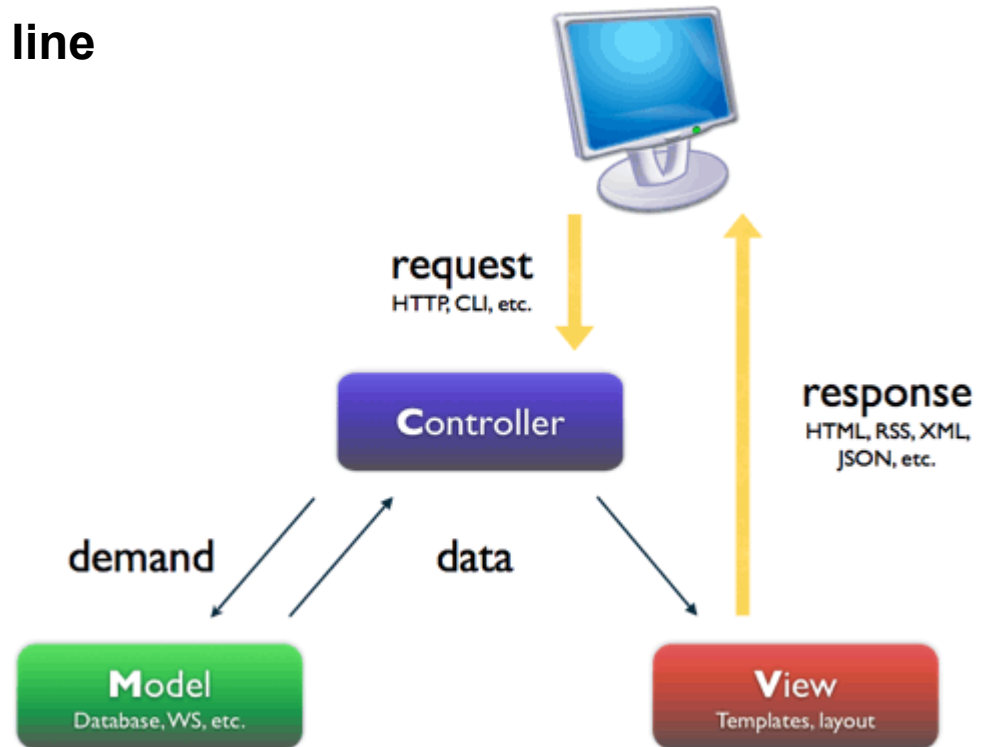 line
request
HTTP, CLI, etc.
Controller
response
HTML, RSS, XML,
JSON, etc.
demand
data
Model
Database, WS, etc.
View
Templates, layout